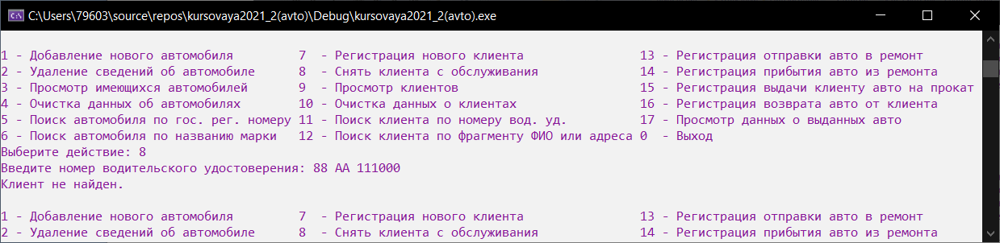 C:\Users\79603\source\repos\kursovaya2021_2(avto)\Debug\kursovaya2021_2(avto).exe
1 - Добавление нового автомобиля 7 - Регистрация нового клиента 13 - Регистрация отправки авто в ремонт
2 - Удаление сведений об автомобиле 8 - Снять клиента с обслуживания 14 - Регистрация прибытия авто из ремонта
3 - Просмотр имеющихся автомобилей 9 - Просмотр клиентов 15 - Регистрация выдачи клиенту авто на прокат
4 - Очистка данных об автомобилях 10 - Очистка данных о клиентах 16 - Регистрация возврата авто от клиента
5 - Поиск автомобиля по гос. рег. номеру 11 - Поиск клиента по номеру вод. уд. 17 - Просмотр данных о выданных авто
6 - Поиск автомобиля по названию марки 12 - Поиск клиента по фрагменту ФИО или адреса 0 - Выход
Выберите действие: 8
Введите номер водительского удостоверения: 88 АА 111000
Клиент не найден.
1 - Добавление нового автомобиля 7 - Регистрация нового клиента 13 - Регистрация отправки авто в ремонт
2 - Удаление сведений об автомобиле 8 - Снять клиента с обслуживания 14 - Регистрация прибытия авто из ремонта